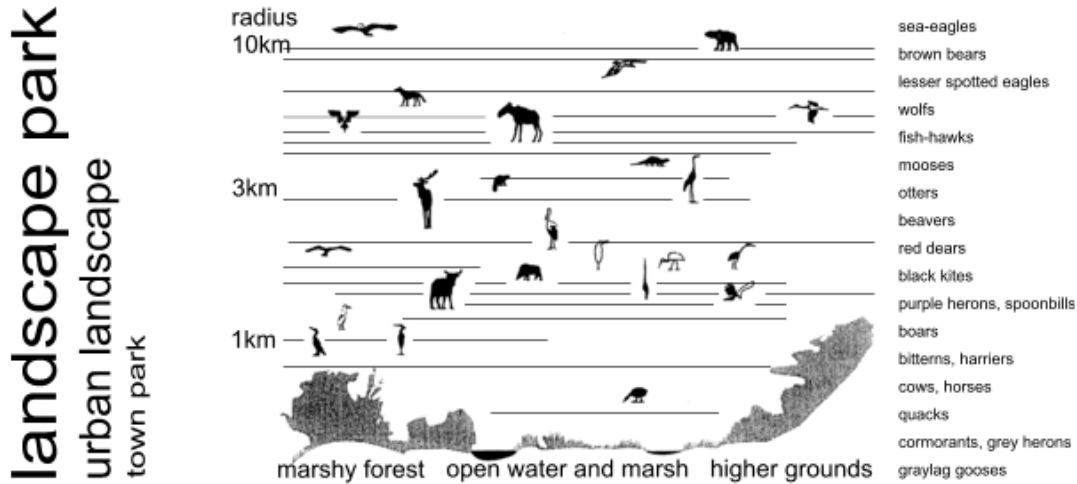 landscape park
urban landscape
town park
radius
10km
3km
1km
marshy forest
open water and marsh
higher grounds
sea-eagles
brown bears
lesser spotted eagles
wolfs
fish-hawks
mooses
otters
beavers
red dears
black kites
purple herons, spoonbills
boars
bitterns, harriers
cows, horses
quacks
cormorants, grey herons
graylag gooses